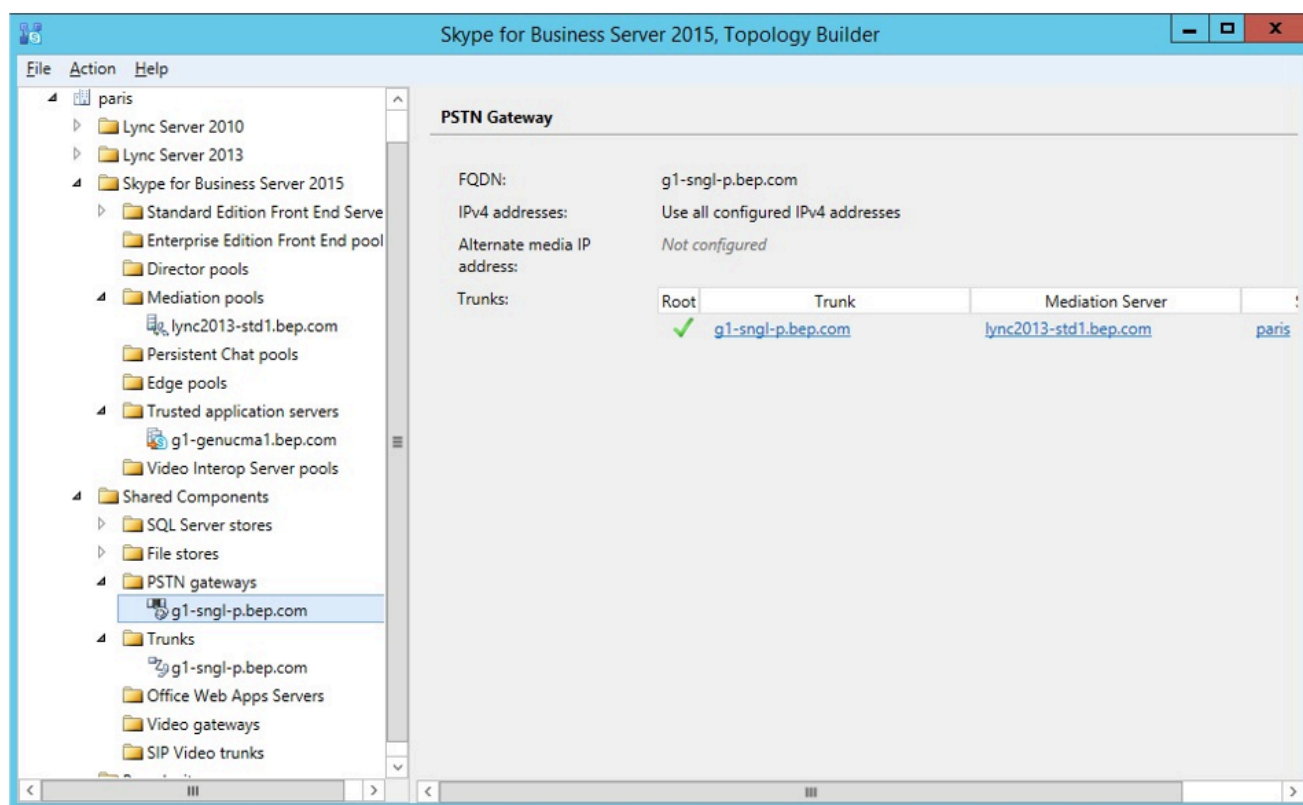 Skype for Business Server 2015, Topology Builder
File Action Help
paris
Lync Server 2010
Lync Server 2013
Skype for Business Server 2015
Standard Edition Front End Serve
Enterprise Edition Front End pool
Director pools
Mediation pools
lync2013-std1.bep.com
Persistent Chat pools
Edge pools
Trusted application servers
g1-genucma1.bep.com
Video Interop Server pools
Shared Components
SQL Server stores
File stores
PSTN gateways
g1-sngl-p.bep.com
Trunks
g1-sngl-p.bep.com
Office Web Apps Servers
Video gateways
SIP Video trunks
PSTN Gateway
FQDN: g1-sngl-p.bep.com
IPv4 addresses: Use all configured IPv4 addresses
Alternate media IP address: Not configured
Trunks:
Root Trunk Mediation Server
g1-sngl-p.bep.com lync2013-std1.bep.com paris